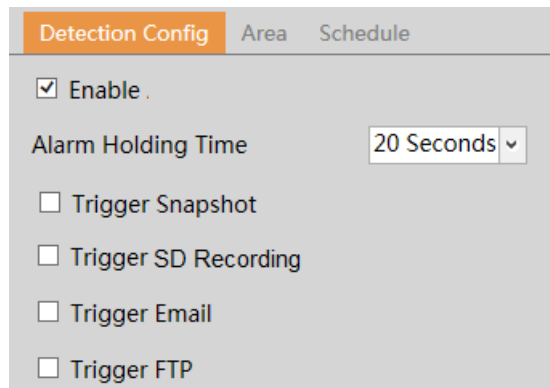 Detection Config Area Schedule
Enable .
Alarm Holding Time 20 Seconds
Trigger Snapshot
Trigger SD Recording
Trigger Email
Trigger FTP